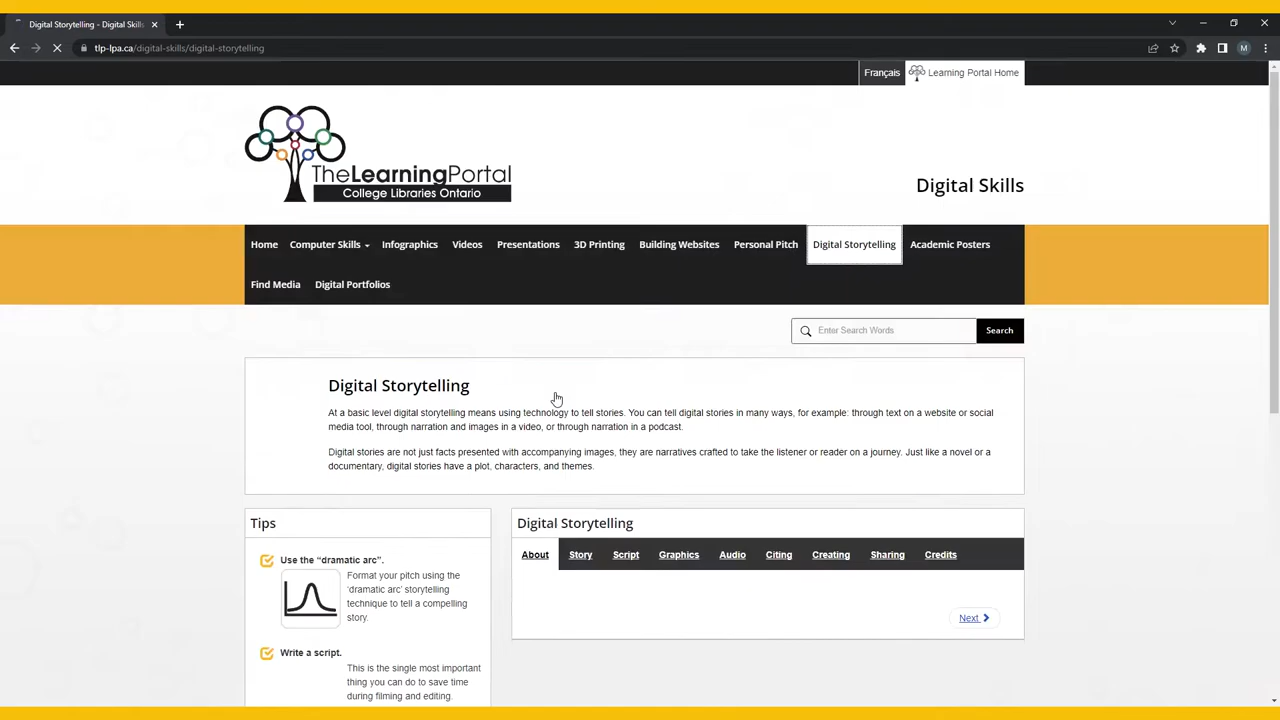 Digital Storytelling - Digital Skills
tlp-lpa.ca/digital-skills/digital-storytelling
M
Français
Learning Portal Home
TheLearningPortal
College Libraries Ontario
Digital Skills
Home Computer Skills Infographics Videos Presentations 3D Printing Building Websites Personal Pitch Digital Storytelling Academic Posters
Find Media Digital Portfolios
Enter Search Words Search
Digital Storytelling
At a basic level digital storytelling means using technology to tell stories. You can tell digital stories in many ways, for example: through text on a website or social
media tool, through narration and images in a video, or through narration in a podcast.
Digital stories are not just facts presented with accompanying images, they are narratives crafted to take the listener or reader on a journey. Just like a novel or a
documentary, digital stories have a plot, characters, and themes.
Tips
Use the “dramatic arc”.
Format your pitch using the
‘dramatic arc’ storytelling
technique to tell a compelling
story.
Write a script.
This is the single most important
thing you can do to save time
during filming and editing.
Digital Storytelling
About Story Script Graphics Audio Citing Creating Sharing Credits
Next